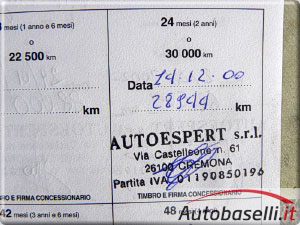 mesi (1 anno e 6 mesi)
o
22 500 km
km
24 mesi (2 anni)
o
30 000 km
Data 14-12-00
28944 km
AUTOESPERT s.r.l.
Via Castelleone n. 61
26100 CREMONA
Partita IVA 01190850196
TIMBRO E FIRMA CONCESSIONARIO
TIMBRO E FIRMA CONCESSIONARIO
42 mesi (3 anni e 6 mesi)
48 mesi
Autobaselli.it